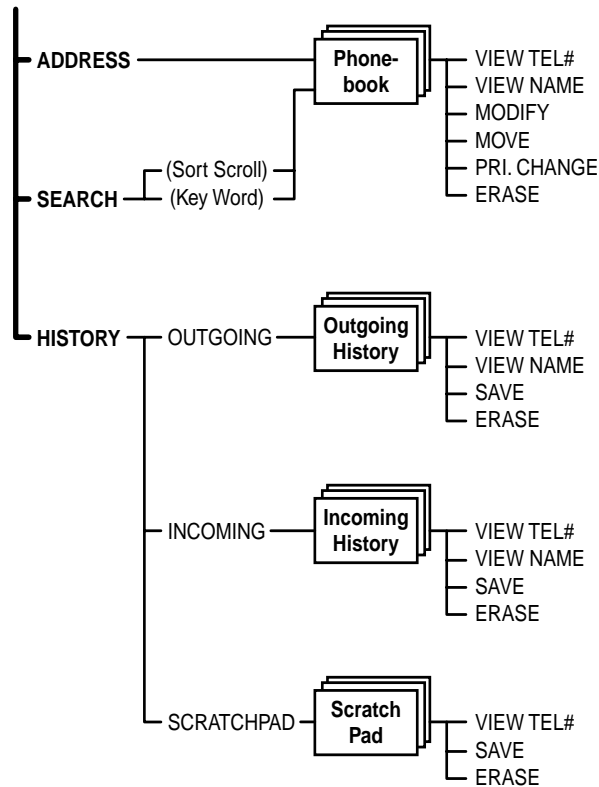 ADDRESS
Phone-
book
VIEW TEL#
VIEW NAME
MODIFY
MOVE
PRI. CHANGE
ERASE
SEARCH
(Sort Scroll)
(Key Word)
HISTORY
OUTGOING
Outgoing
History
VIEW TEL#
VIEW NAME
SAVE
ERASE
INCOMING
Incoming
History
VIEW TEL#
VIEW NAME
SAVE
ERASE
SCRATCHPAD
Scratch
Pad
VIEW TEL#
SAVE
ERASE